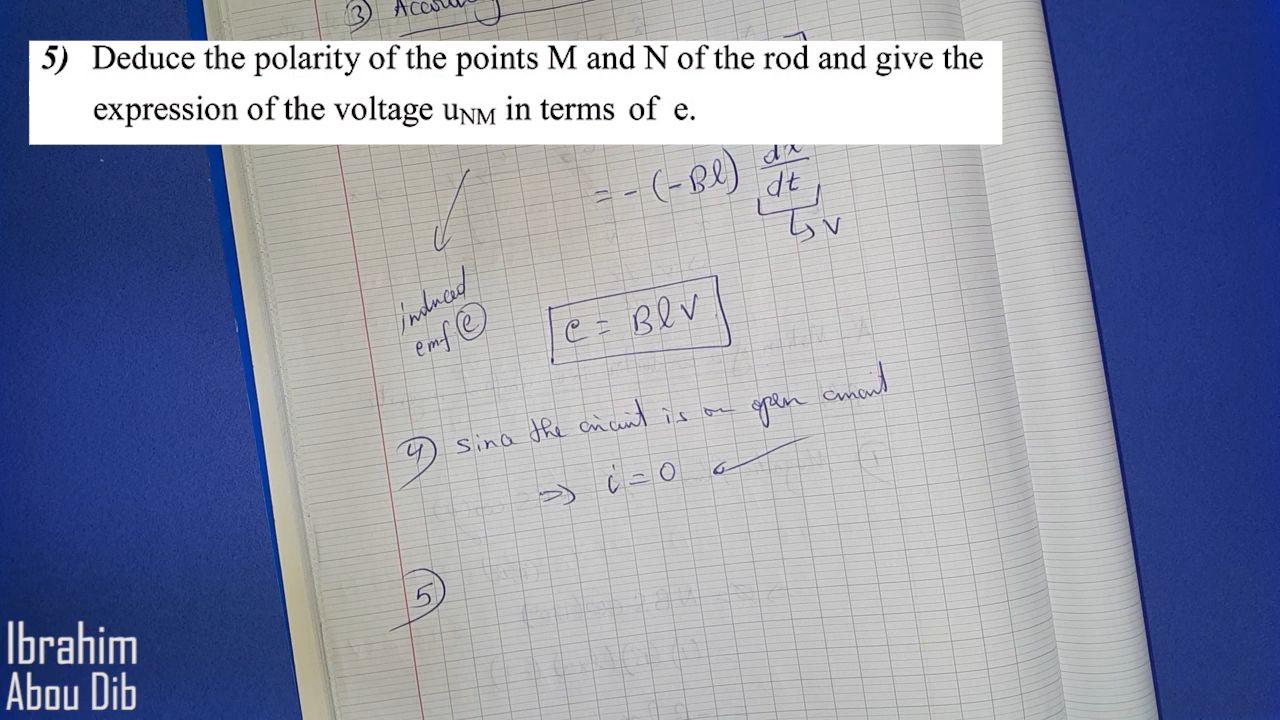 3 According
5) Deduce the polarity of the points M and N of the rod and give the
expression of the voltage uNM in terms of e.
= - (-Bl) dx/dt
↳ v
induced
emf e
e = Blv
4) since the circuit is an open circuit
=> i = 0
5
Ibrahim
Abou Dib